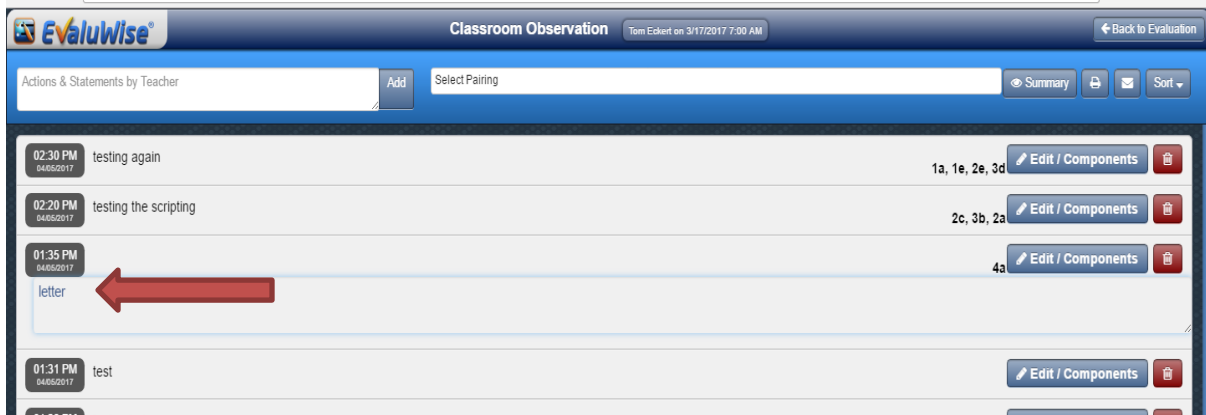 EvaluWise®
Classroom Observation
Tom Eckert on 3/17/2017 7:00 AM
Back to Evaluation
Actions & Statements by Teacher
Add
Select Pairing
Summary
Sort
02:30 PM
04/05/2017
testing again
1a, 1e, 2e, 3d
Edit / Components
02:20 PM
04/05/2017
testing the scripting
2c, 3b, 2a
Edit / Components
01:35 PM
04/05/2017
4a
Edit / Components
letter
01:31 PM
04/05/2017
test
Edit / Components